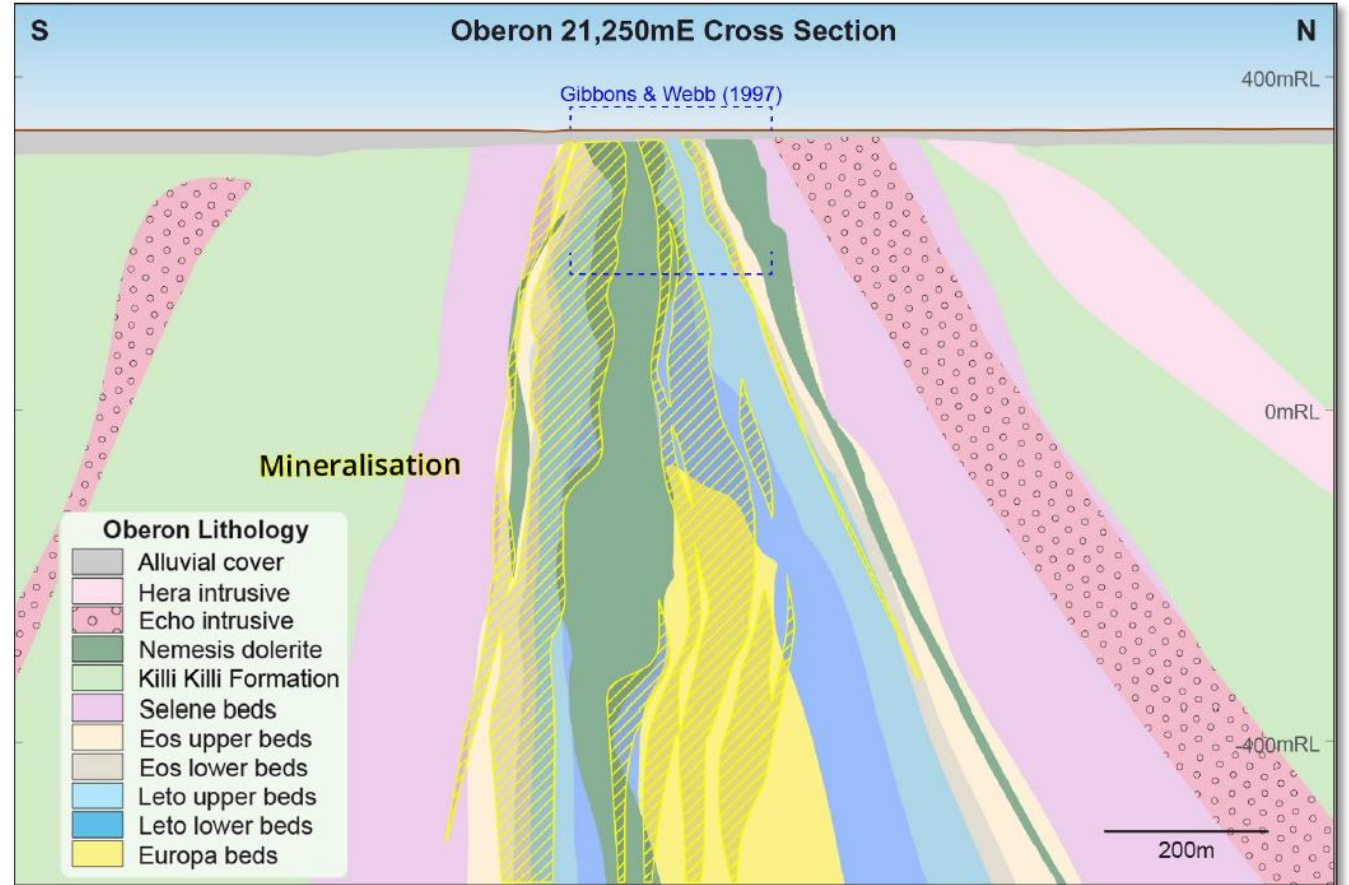 S
Oberon 21,250mE Cross Section
N
400mRL
Gibbons & Webb (1997)
0mRL
Mineralisation
Oberon Lithology
Alluvial cover
Hera intrusive
Echo intrusive
Nemesis dolerite
Killi Killi Formation
Selene beds
Eos upper beds
Eos lower beds
Leto upper beds
Leto lower beds
Europa beds
-400mRL
200m